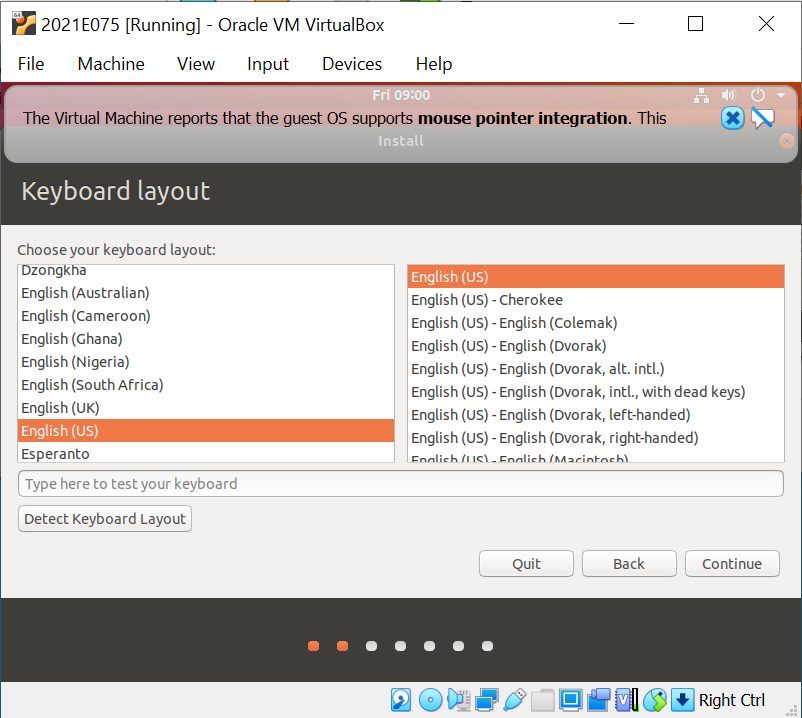 2021E075 [Running] - Oracle VM VirtualBox
File Machine View Input Devices Help
Fri 09:00
The Virtual Machine reports that the guest OS supports mouse pointer integration. This
Install
Keyboard layout
Choose your keyboard layout:
Dzongkha
English (Australian)
English (Cameroon)
English (Ghana)
English (Nigeria)
English (South Africa)
English (UK)
English (US)
Esperanto
English (US)
English (US) - Cherokee
English (US) - English (Colemak)
English (US) - English (Dvorak)
English (US) - English (Dvorak, alt. intl.)
English (US) - English (Dvorak, intl., with dead keys)
English (US) - English (Dvorak, left-handed)
English (US) - English (Dvorak, right-handed)
English (US) - English (Macintosh)
Type here to test your keyboard
Detect Keyboard Layout
Quit Back Continue
Right Ctrl